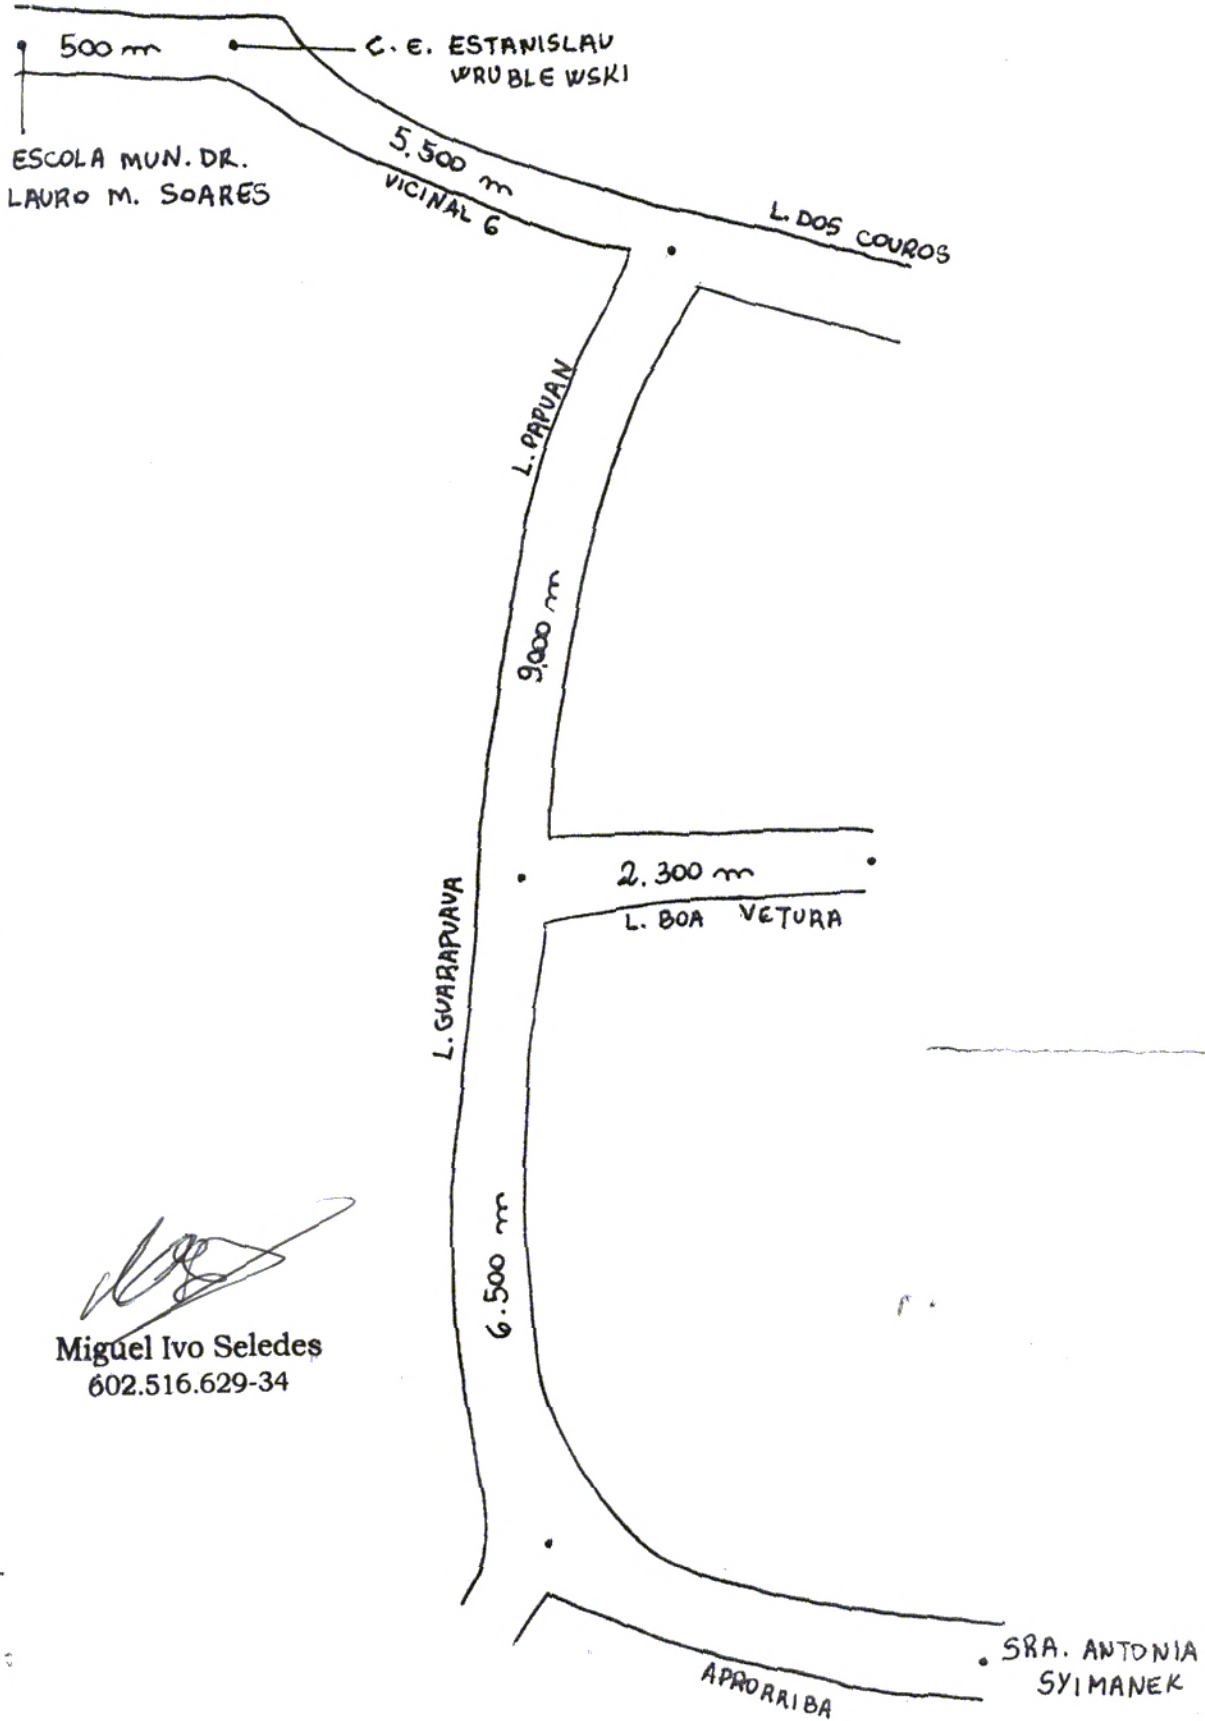 500 m
C. E. ESTANISLAU
WRUBLEWSKI
ESCOLA MUN. DR.
LAURO M. SOARES
5.500 m
VICINAL 6
L. DOS COUROS
L. PAPUAN
9.000 m
2.300 m
L. BOA VETURA
L. GUARAPUAVA
6.500 m
Miguel Ivo Seledes
602.516.629-34
SRA. ANTONIA
SYIMANEK
APRORRIBA